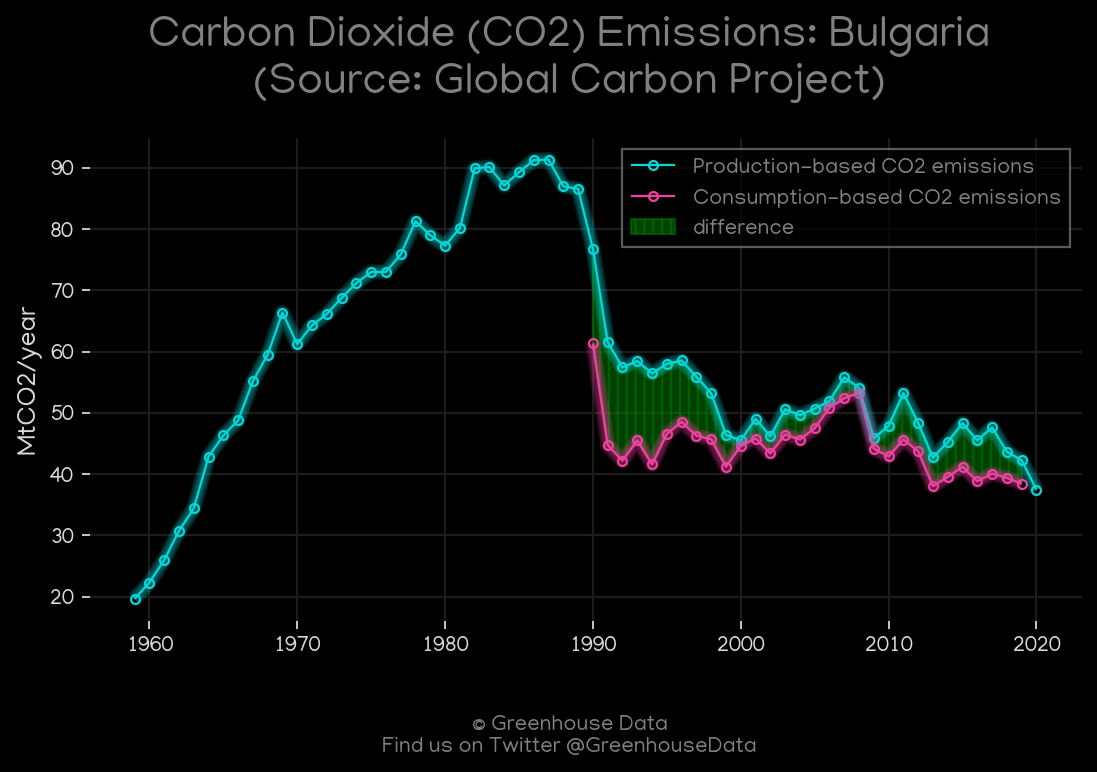 Carbon Dioxide (CO2) Emissions: Bulgaria
(Source: Global Carbon Project)
Production-based CO2 emissions
Consumption-based CO2 emissions
difference
MtCO2/year
90
80
70
60
50
40
30
20
1960 1970 1980 1990 2000 2010 2020
© Greenhouse Data
Find us on Twitter @GreenhouseData